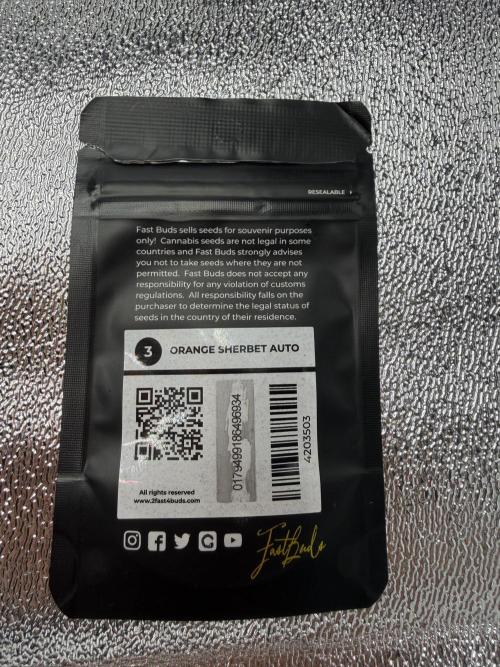 RESEALABLE
Fast Buds sells seeds for souvenir purposes
only! Cannabis seeds are not legal in some
countries and Fast Buds strongly advises
you not to take seeds where they are not
permitted. Fast Buds does not accept any
responsibility for any violation of customs
regulations. All responsibility falls on the
purchaser to determine the legal status of
seeds in the country of their residence.
3 ORANGE SHERBET AUTO
0179499186496934
4203503
All rights reserved
www.2fast4buds.com
FastBuds